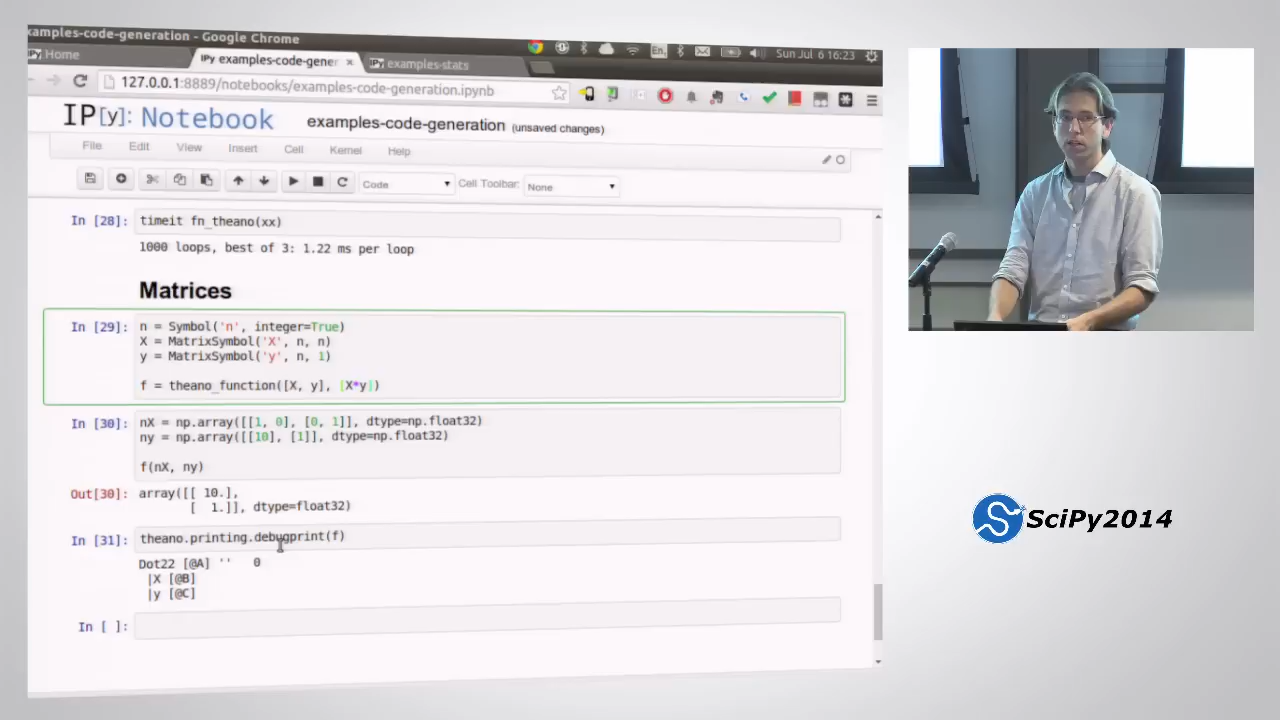 examples-code-generation - Google Chrome
En
Sun Jul 6 16:23
IPy Home
IPy examples-code-gener ×
IPy examples-stats
127.0.0.1:8889/notebooks/examples-code-generation.ipynb
IP[y]: Notebook examples-code-generation (unsaved changes)
File Edit View Insert Cell Kernel Help
Code Cell Toolbar: None
In [28]: timeit fn_theano(xx)
1000 loops, best of 3: 1.22 ms per loop
Matrices
In [29]: n = Symbol('n', integer=True)
X = MatrixSymbol('X', n, n)
y = MatrixSymbol('y', n, 1)
f = theano_function([X, y], [X*y])
In [30]: nX = np.array([[1, 0], [0, 1]], dtype=np.float32)
ny = np.array([[10], [1]], dtype=np.float32)
f(nX, ny)
Out[30]: array([[ 10.],
[ 1.]], dtype=float32)
In [31]: theano.printing.debugprint(f)
Dot22 [@A] '' 0
|X [@B]
|y [@C]
In [ ]:
SciPy2014